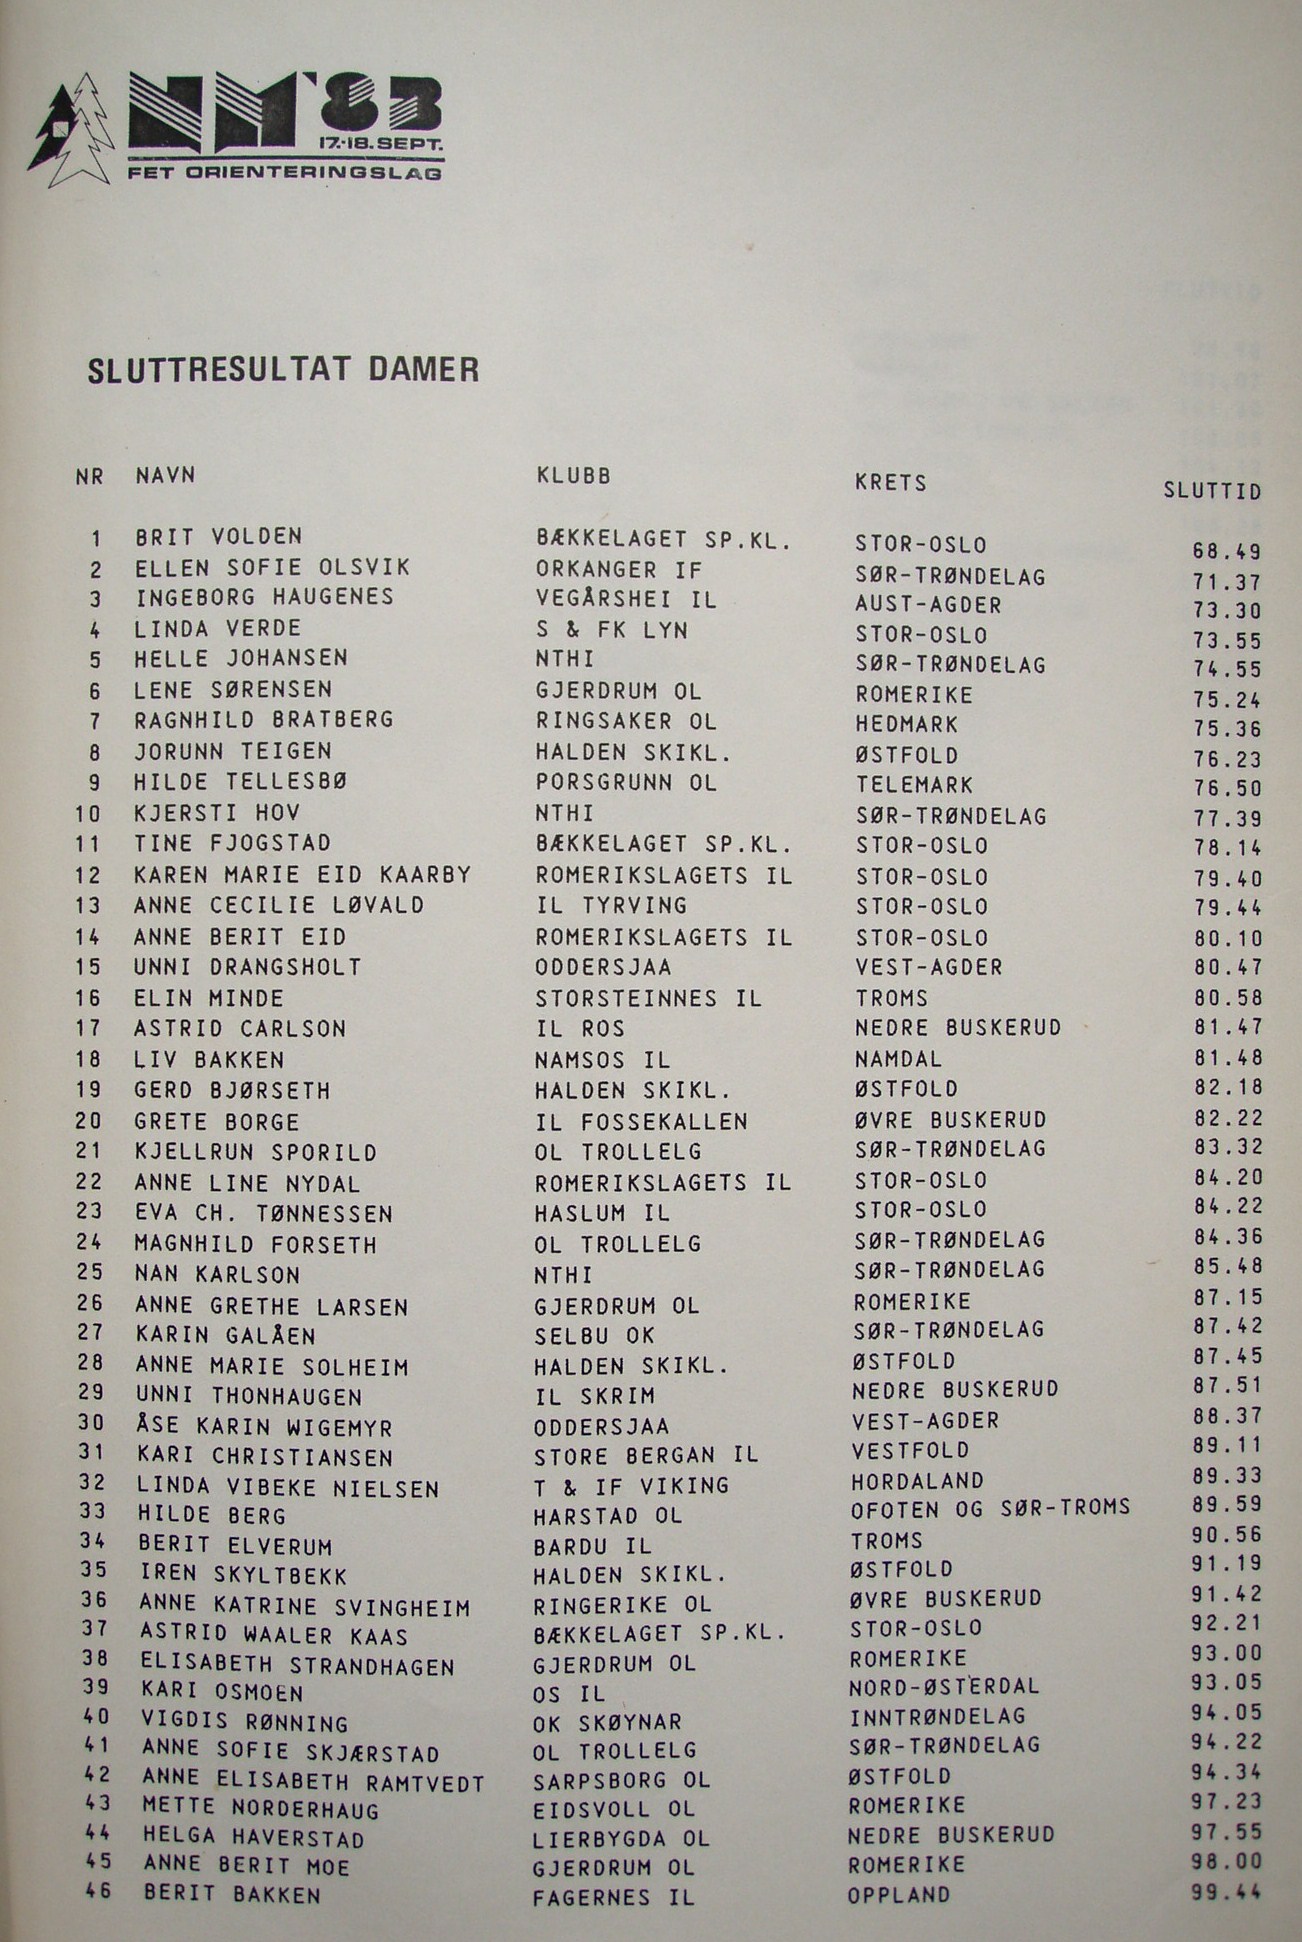 NM'83
17.-18. SEPT.
FET ORIENTERINGSLAG
SLUTTRESULTAT DAMER
NR NAVN KLUBB KRETS SLUTTID
1 BRIT VOLDEN BÆKKELAGET SP.KL. STOR-OSLO 68.49
2 ELLEN SOFIE OLSVIK ORKANGER IF SØR-TRØNDELAG 71.37
3 INGEBORG HAUGENES VEGÅRSHEI IL AUST-AGDER 73.30
4 LINDA VERDE S & FK LYN STOR-OSLO 73.55
5 HELLE JOHANSEN NTHI SØR-TRØNDELAG 74.55
6 LENE SØRENSEN GJERDRUM OL ROMERIKE 75.24
7 RAGNHILD BRATBERG RINGSAKER OL HEDMARK 75.36
8 JORUNN TEIGEN HALDEN SKIKL. ØSTFOLD 76.23
9 HILDE TELLESBØ PORSGRUNN OL TELEMARK 76.50
10 KJERSTI HOV NTHI SØR-TRØNDELAG 77.39
11 TINE FJOGSTAD BÆKKELAGET SP.KL. STOR-OSLO 78.14
12 KAREN MARIE EID KAARBY ROMERIKSLAGETS IL STOR-OSLO 79.40
13 ANNE CECILIE LØVALD IL TYRVING STOR-OSLO 79.44
14 ANNE BERIT EID ROMERIKSLAGETS IL STOR-OSLO 80.10
15 UNNI DRANGSHOLT ODDERSJAA VEST-AGDER 80.47
16 ELIN MINDE STORSTEINNES IL TROMS 80.58
17 ASTRID CARLSON IL ROS NEDRE BUSKERUD 81.47
18 LIV BAKKEN NAMSOS IL NAMDAL 81.48
19 GERD BJØRSETH HALDEN SKIKL. ØSTFOLD 82.18
20 GRETE BORGE IL FOSSEKALLEN ØVRE BUSKERUD 82.22
21 KJELLRUN SPORILD OL TROLLELG SØR-TRØNDELAG 83.32
22 ANNE LINE NYDAL ROMERIKSLAGETS IL STOR-OSLO 84.20
23 EVA CH. TØNNESSEN HASLUM IL STOR-OSLO 84.22
24 MAGNHILD FORSETH OL TROLLELG SØR-TRØNDELAG 84.36
25 NAN KARLSON NTHI SØR-TRØNDELAG 85.48
26 ANNE GRETHE LARSEN GJERDRUM OL ROMERIKE 87.15
27 KARIN GALÅEN SELBU OK SØR-TRØNDELAG 87.42
28 ANNE MARIE SOLHEIM HALDEN SKIKL. ØSTFOLD 87.45
29 UNNI THONHAUGEN IL SKRIM NEDRE BUSKERUD 87.51
30 ÅSE KARIN WIGEMYR ODDERSJAA VEST-AGDER 88.37
31 KARI CHRISTIANSEN STORE BERGAN IL VESTFOLD 89.11
32 LINDA VIBEKE NIELSEN T & IF VIKING HORDALAND 89.33
33 HILDE BERG HARSTAD OL OFOTEN OG SØR-TROMS 89.59
34 BERIT ELVERUM BARDU IL TROMS 90.56
35 IREN SKYLTBEKK HALDEN SKIKL. ØSTFOLD 91.19
36 ANNE KATRINE SVINGHEIM RINGERIKE OL ØVRE BUSKERUD 91.42
37 ASTRID WAALER KAAS BÆKKELAGET SP.KL. STOR-OSLO 92.21
38 ELISABETH STRANDHAGEN GJERDRUM OL ROMERIKE 93.00
39 KARI OSMOEN OS IL NORD-ØSTERDAL 93.05
40 VIGDIS RØNNING OK SKØYNAR INNTRØNDELAG 94.05
41 ANNE SOFIE SKJÆRSTAD OL TROLLELG SØR-TRØNDELAG 94.22
42 ANNE ELISABETH RAMTVEDT SARPSBORG OL ØSTFOLD 94.34
43 METTE NORDERHAUG EIDSVOLL OL ROMERIKE 97.23
44 HELGA HAVERSTAD LIERBYGDA OL NEDRE BUSKERUD 97.55
45 ANNE BERIT MOE GJERDRUM OL ROMERIKE 98.00
46 BERIT BAKKEN FAGERNES IL OPPLAND 99.44